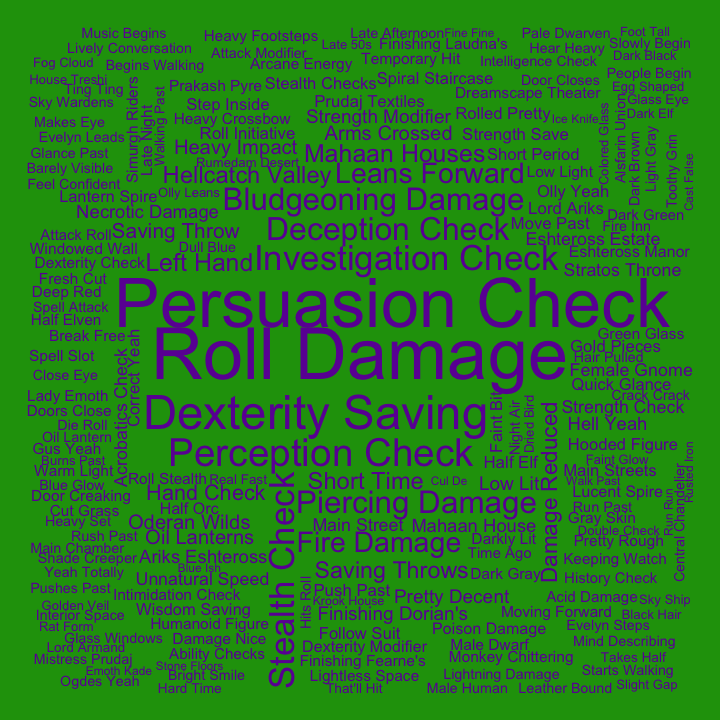 Music Begins
Heavy Footsteps
Late Afternoon
Fine Fine
Pale Dwarven
Foot Tall
Lively Conversation
Attack Modifier
Late 50s
Finishing Laudna's
Hear Heavy
Slowly Begin
Fog Cloud
Begins Walking
Arcane Energy
Temporary Hit
Intelligence Check
Dark Black
House Treshi
Ting Ting
Prakash Pyre
Stealth Checks
Spiral Staircase
Door Closes
People Begin
Egg Shaped
Sky Wardens
Simurgh Riders
Late Night
Walking Past
Step Inside
Prudaj Textiles
Dreamscape Theater
Glass Eye
Makes Eye
Heavy Crossbow
Strength Modifier
Rolled Pretty
Ice Knife
Colored Glass
Alsfarin Union
Dark Elf
Evelyn Leads
Roll Initiative
Arms Crossed
Strength Save
Dark Brown
Light Gray
Toothy Grin
Cast False
Glance Past
Heavy Impact
Mahaan Houses
Short Period
Barely Visible
Rumedam Desert
Hellcatch Valley
Leans Forward
Low Light
Feel Confident
Lantern Spire
Olly Leans
Bludgeoning Damage
Olly Yeah
Necrotic Damage
Lord Ariks
Dark Green
Attack Roll
Saving Throw
Deception Check
Move Past
Fire Inn
Windowed Wall
Dull Blue
Eshteross Estate
Dexterity Check
Left Hand
Investigation Check
Eshteross Manor
Fresh Cut
Stratos Throne
Deep Red
Persuasion Check
Spell Attack
Half Elven
Break Free
Correct Yeah
Roll Damage
Green Glass
Gold Pieces
Spell Slot
Acrobatics Check
Hair Pulled
Close Eye
Female Gnome
Quick Glance
Lady Emoth
Dexterity Saving
Faint Bit
Night Air
Dried Bird
Crack Crack
Doors Close
Damage Reduced
Strength Check
Die Roll
Hell Yeah
Oil Lantern
Gus Yeah
Perception Check
Hooded Figure
Burns Past
Half Elf
Faint Glow
Rusted Iron
Warm Light
Main Streets
Blue Glow
Roll Stealth
Real Fast
Short Time
Cul De
Low Lit
Walk Past
Central Chandelier
Door Creaking
Hand Check
Stealth Check
Piercing Damage
Lucent Spire
Run Run
Cut Grass
Half Orc
Run Past
Heavy Set
Oderan Wilds
Main Street
Mahaan House
Gray Skin
Rush Past
Oil Lanterns
Fire Damage
Darkly Lit
Double Check
Main Chamber
Pretty Rough
Shade Creeper
Ariks Eshteross
Time Ago
Keeping Watch
Yeah Totally
Blue Ish
Saving Throws
Dark Gray
Unnatural Speed
History Check
Pushes Past
Intimidation Check
Hits Roll
Push Past
Pretty Decent
Acid Damage
Sky Ship
Golden Veil
Krook House
Interior Space
Wisdom Saving
Finishing Dorian's
Moving Forward
Black Hair
Rat Form
Humanoid Figure
Poison Damage
Evelyn Steps
Glass Windows
Damage Nice
Follow Suit
Mind Describing
Lord Armand
Dexterity Modifier
Male Dwarf
Mistress Prudaj
Ability Checks
Finishing Fearne's
Monkey Chittering
Takes Half
Emoth Kade
Stone Floors
Bright Smile
Lightless Space
Lightning Damage
Starts Walking
Ogdes Yeah
Hard Time
That'll Hit
Male Human
Leather Bound
Slight Gap